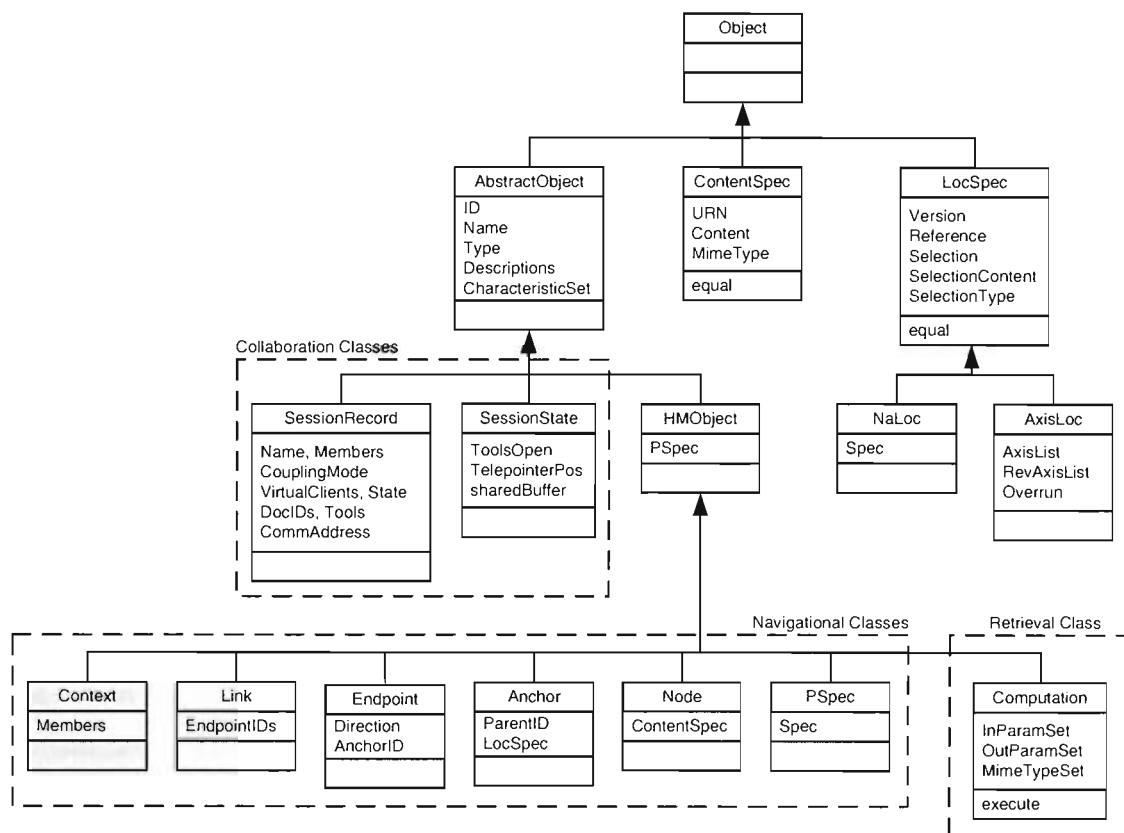 Object
AbstractObject
ID
Name
Type
Descriptions
CharacteristicSet
ContentSpec
URN
Content
MimeType
equal
LocSpec
Version
Reference
Selection
SelectionContent
SelectionType
equal
Collaboration Classes
SessionRecord
Name, Members
CouplingMode
VirtualClients, State
DocIDs, Tools
CommAddress
SessionState
ToolsOpen
TelepointerPos
sharedBuffer
HMObject
PSpec
NaLoc
Spec
AxisLoc
AxisList
RevAxisList
Overrun
Navigational Classes
Context
Members
Link
EndpointIDs
Endpoint
Direction
AnchorID
Anchor
ParentID
LocSpec
Node
ContentSpec
PSpec
Spec
Retrieval Class
Computation
InParamSet
OutParamSet
MimeTypeSet
execute